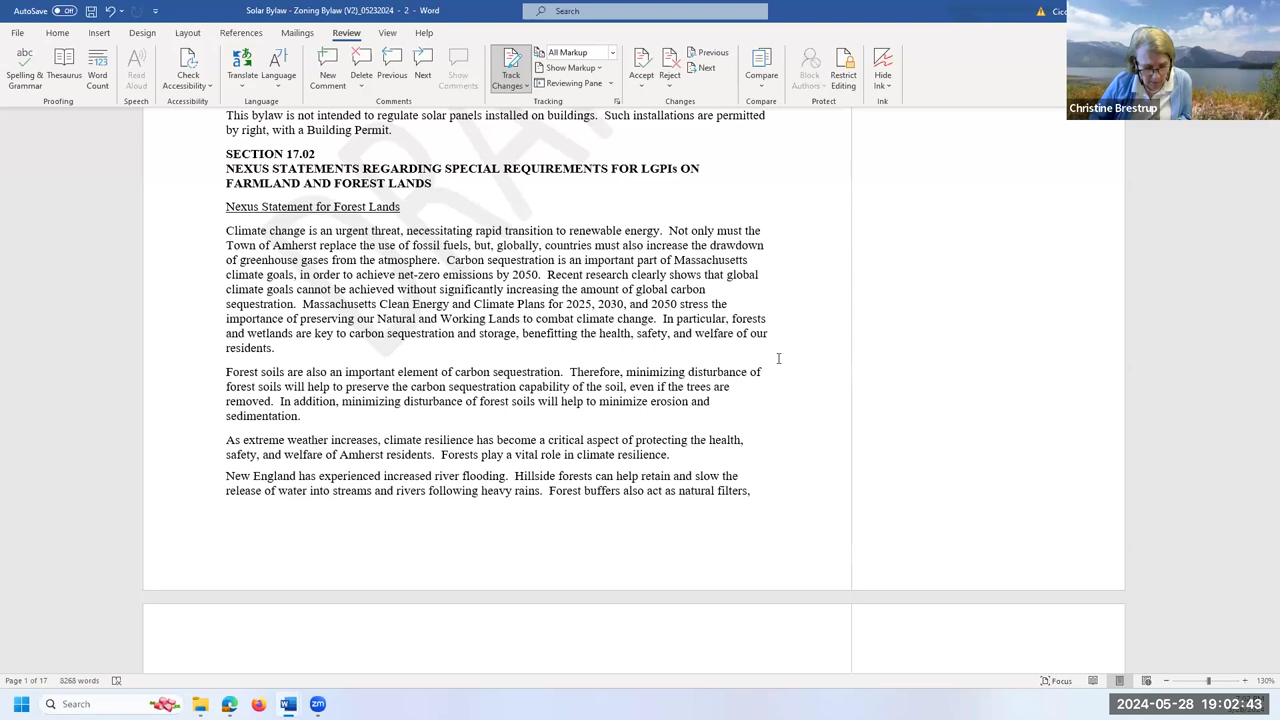 AutoSave Off
Solar Bylaw - Zoning Bylaw (V2)_05232024 - 2 - Word
Search
Cicc
Christine Brestrup
File Home Insert Design Layout References Mailings Review View Help
Spelling & Grammar
Thesaurus
Word Count
Read Aloud
Check Accessibility
Translate
Language
New Comment
Delete
Previous
Next
Show Comments
Track Changes
All Markup
Show Markup
Reviewing Pane
Accept
Reject
Previous
Next
Compare
Block Authors
Restrict Editing
Hide Ink
Proofing
Speech
Accessibility
Language
Comments
Tracking
Changes
Compare
Protect
Ink
DRA
This bylaw is not intended to regulate solar panels installed on buildings. Such installations are permitted
by right, with a Building Permit.
SECTION 17.02
NEXUS STATEMENTS REGARDING SPECIAL REQUIREMENTS FOR LGPIs ON
FARMLAND AND FOREST LANDS
Nexus Statement for Forest Lands
Climate change is an urgent threat, necessitating rapid transition to renewable energy. Not only must the
Town of Amherst replace the use of fossil fuels, but, globally, countries must also increase the drawdown
of greenhouse gases from the atmosphere. Carbon sequestration is an important part of Massachusetts
climate goals, in order to achieve net-zero emissions by 2050. Recent research clearly shows that global
climate goals cannot be achieved without significantly increasing the amount of global carbon
sequestration. Massachusetts Clean Energy and Climate Plans for 2025, 2030, and 2050 stress the
importance of preserving our Natural and Working Lands to combat climate change. In particular, forests
and wetlands are key to carbon sequestration and storage, benefitting the health, safety, and welfare of our
residents.
Forest soils are also an important element of carbon sequestration. Therefore, minimizing disturbance of
forest soils will help to preserve the carbon sequestration capability of the soil, even if the trees are
removed. In addition, minimizing disturbance of forest soils will help to minimize erosion and
sedimentation.
As extreme weather increases, climate resilience has become a critical aspect of protecting the health,
safety, and welfare of Amherst residents. Forests play a vital role in climate resilience.
New England has experienced increased river flooding. Hillside forests can help retain and slow the
release of water into streams and rivers following heavy rains. Forest buffers also act as natural filters,
Page 1 of 17
8268 words
Focus
130%
Search
zm
2024-05-28 19:02:43